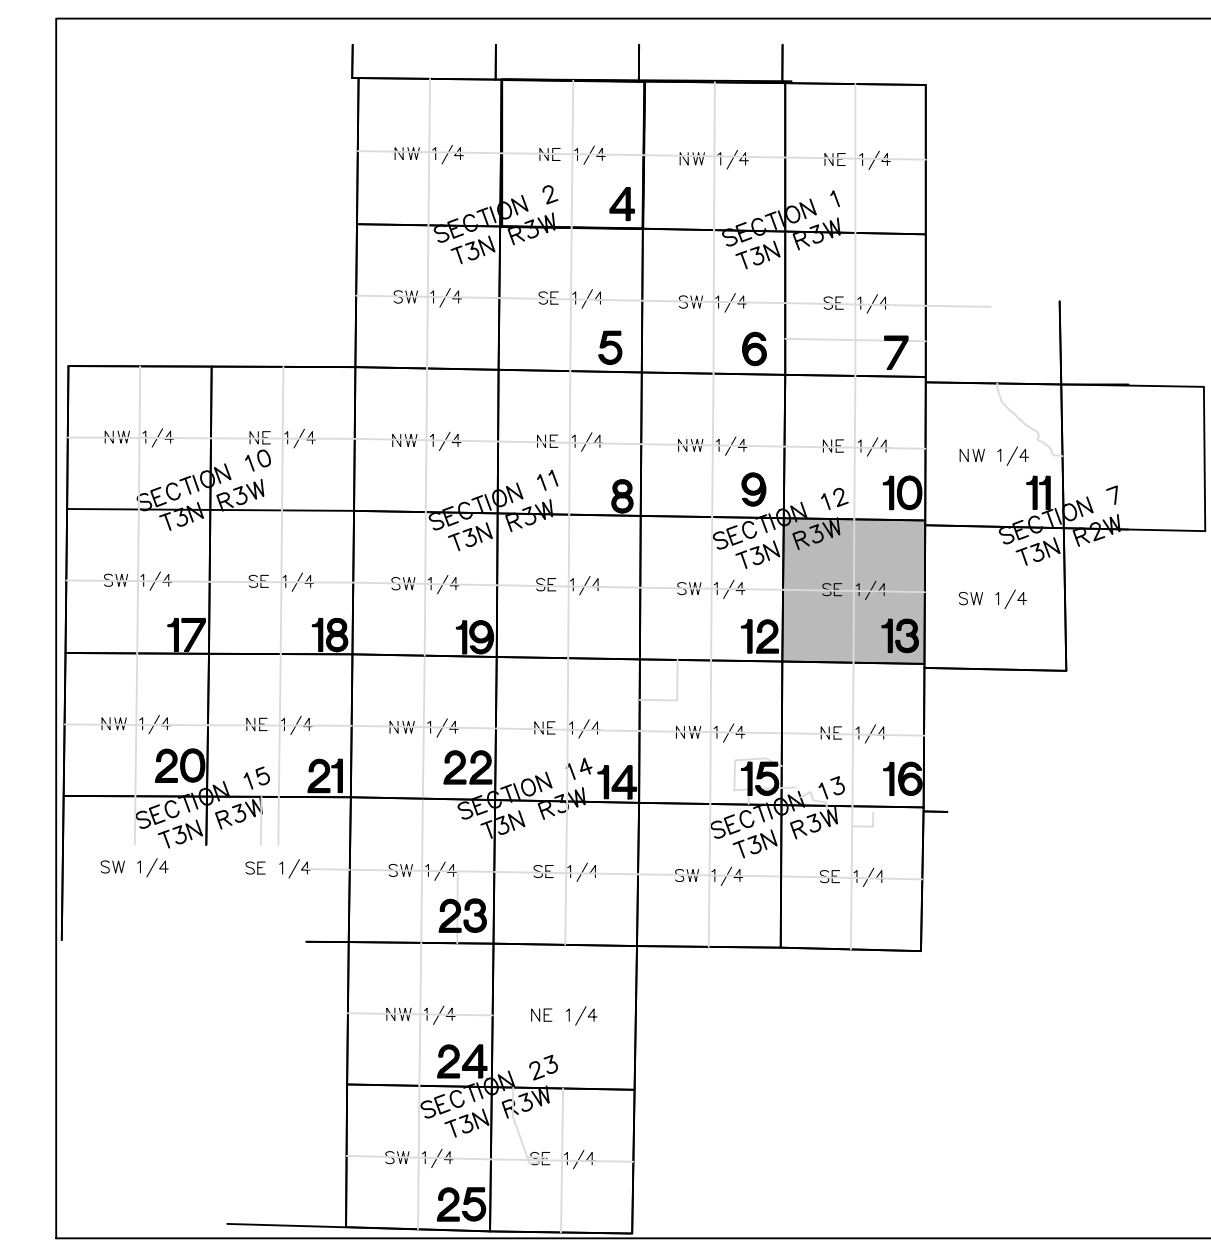 NW 1/4 NE 1/4 NW 1/4 NE 1/4
4
SECTION 2
T3N R3W
SECTION 1
T3N R3W
SW 1/4 SE 1/4 SW 1/4 SE 1/4
5 6 7
NW 1/4 NE 1/4 NW 1/4 NE 1/4 NW 1/4 NE 1/4 NW 1/4
8 9 10 11
SECTION 10
T3N R3W
SECTION 11
T3N R3W
SECTION 12
T3N R3W
SECTION 7
T3N R2W
SW 1/4 SE 1/4 SW 1/4 SE 1/4 SW 1/4 SE 1/4 SW 1/4
17 18 19 12 13
NW 1/4 NE 1/4 NW 1/4 NE 1/4 NW 1/4 NE 1/4
20 21 22 14 15 16
SECTION 15
T3N R3W
SECTION 14
T3N R3W
SECTION 13
T3N R3W
SW 1/4 SE 1/4 SW 1/4 SE 1/4 SW 1/4 SE 1/4
23
NW 1/4 NE 1/4
24
SECTION 23
T3N R3W
SW 1/4 SE 1/4
25